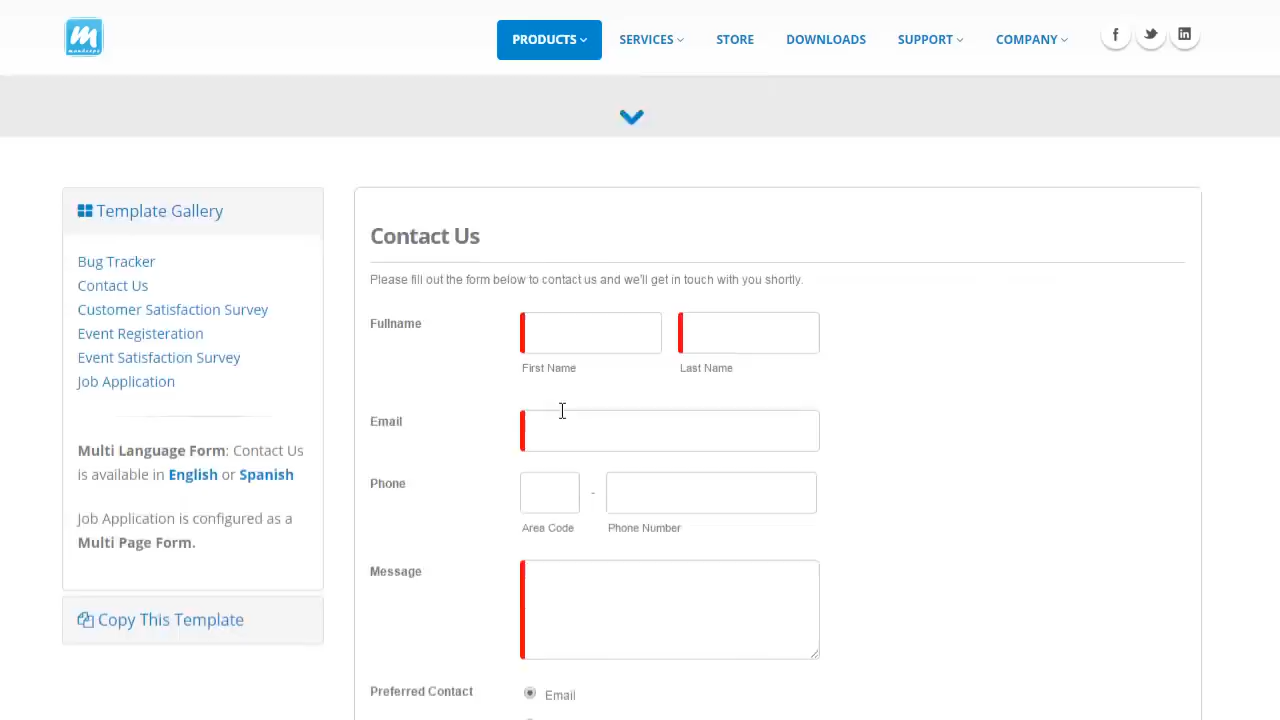 PRODUCTS SERVICES STORE DOWNLOADS SUPPORT COMPANY
Template Gallery
Bug Tracker
Contact Us
Customer Satisfaction Survey
Event Registeration
Event Satisfaction Survey
Job Application
Multi Language Form: Contact Us
is available in English or Spanish
Job Application is configured as a
Multi Page Form.
Copy This Template
Contact Us
Please fill out the form below to contact us and we'll get in touch with you shortly.
Fullname
First Name Last Name
Email
Phone
-
Area Code Phone Number
Message
Preferred Contact Email